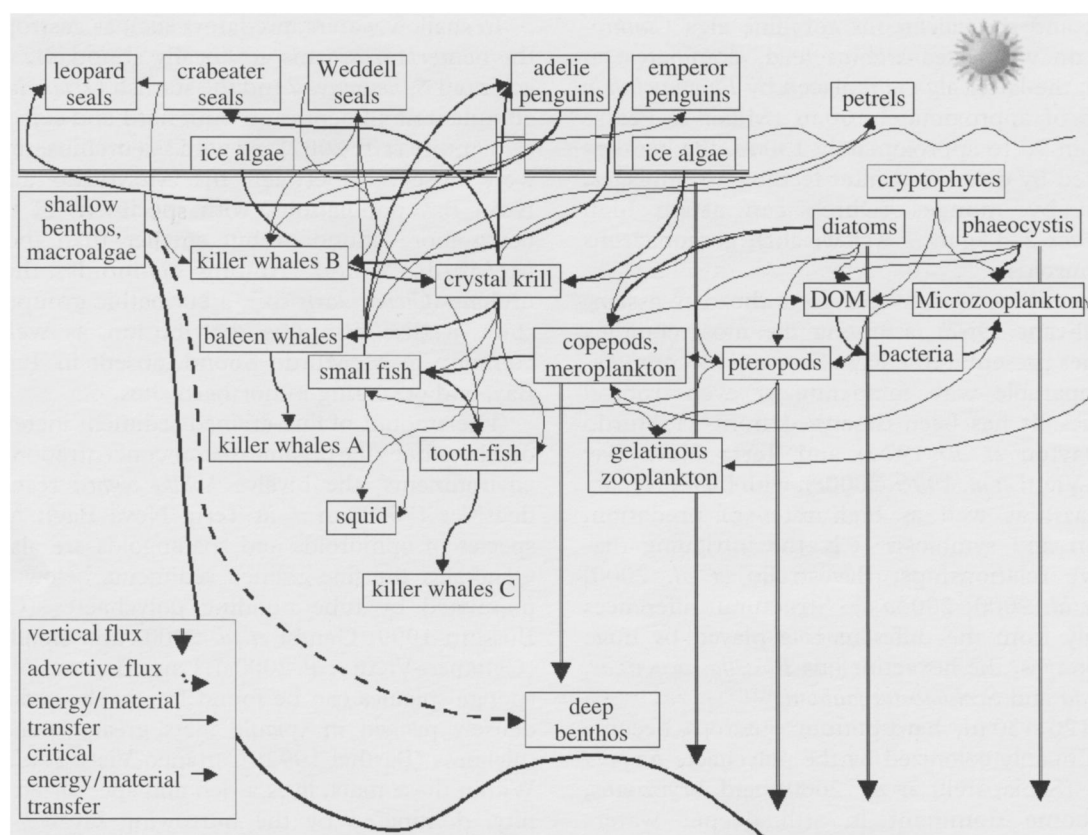 leopard
seals
crabeater
seals
Weddell
seals
adelie
penguins
emperor
penguins
petrels
ice algae
ice algae
cryptophytes
shallow
benthos,
macroalgae
diatoms
phaeocystis
killer whales B
crystal krill
DOM
Microzooplankton
baleen whales
copepods,
meroplankton
bacteria
pteropods
small fish
killer whales A
tooth-fish
gelatinous
zooplankton
squid
killer whales C
vertical flux
advective flux
energy/material
transfer
critical
energy/material
transfer
deep
benthos